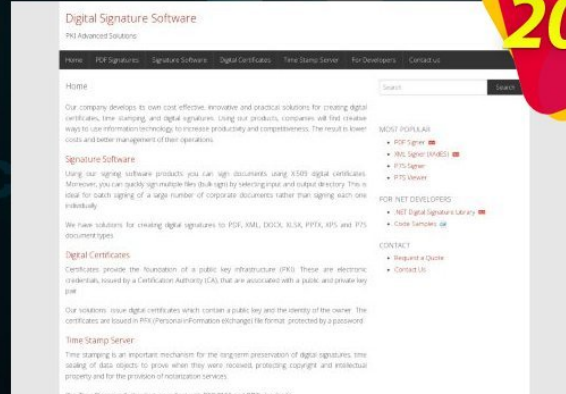 Digital Signature Software
PKI Advanced Solutions
20
Home PDF Signatures Signature Software Digital Certificates Time Stamp Server For Developers Contact us
Home
Search Search
Our company develops its own cost effective, innovative and practical solutions for creating digital
certificates, time stamping, and digital signatures. Using our products, companies will find creative
ways to use information technology, to increase productivity and competitiveness. The result is lower
costs and better management of their operations.
Signature Software
Using our signing software products you can sign documents using X509 digital certificates.
Moreover, you can quickly sign multiple files (bulk sign) by selecting input and output directory. This is
ideal for batch signing of a large number of corporate documents rather than signing each one
individually.
We have solutions for creating digital signatures to PDF, XML, DOCX, XLSX, PPTX, XPS and P7S
document types.
Digital Certificates
Certificates provide the foundation of a public key infrastructure (PKI). These are electronic
credentials, issued by a Certification Authority (CA), that are associated with a public and private key
pair.
Our solutions issue digital certificates which contain a public key and the identity of the owner. The
certificates are issued in PFX (Personal inFormation eXchange) file format, protected by a password.
Time Stamp Server
Time stamping is an important mechanism for the long-term preservation of digital signatures, time
sealing of data objects to prove when they were received, protecting copyright and intellectual
property and for the provision of notarization services.
MOST POPULAR
PDF Signer
XML Signer (XAdES)
P7S Signer
P7S Viewer
FOR .NET DEVELOPERS
.NET Digital Signature Library
Code Samples
CONTACT
Request a Quote
Contact Us